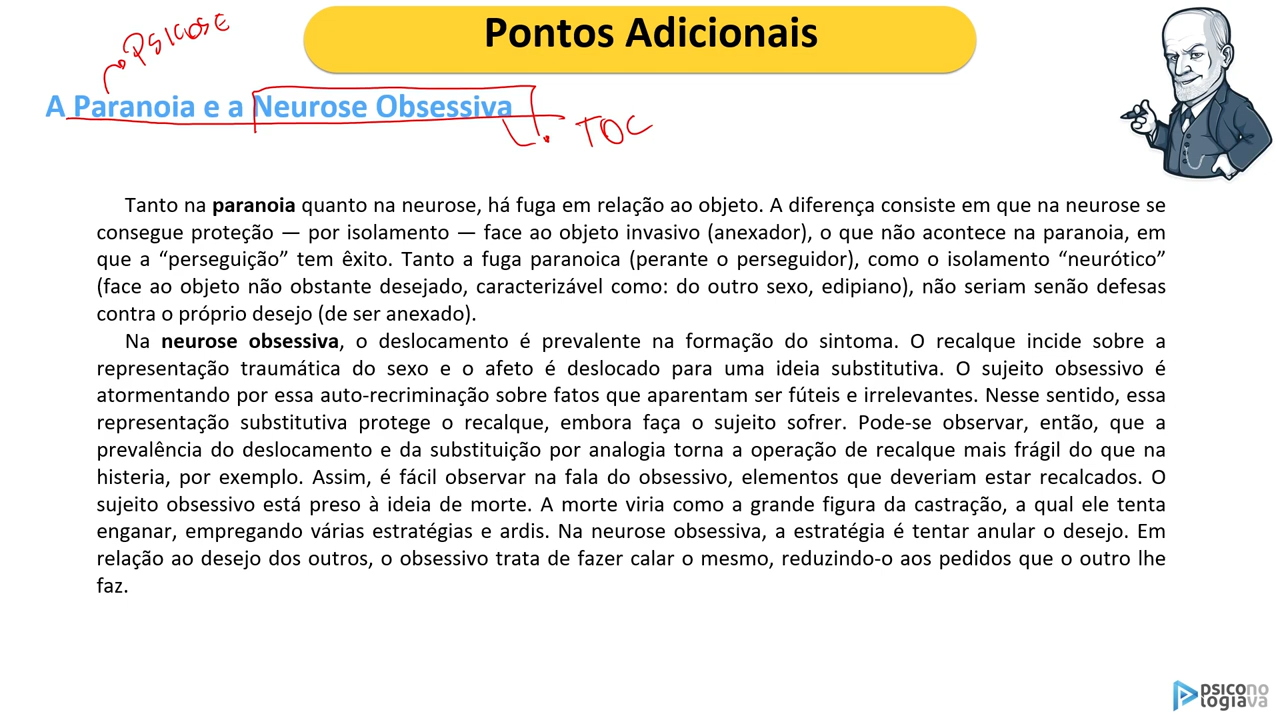 Pontos Adicionais
PSICOSE
A Paranoia e a Neurose Obsessiva
TOC
Tanto na paranoia quanto na neurose, há fuga em relação ao objeto. A diferença consiste em que na neurose se
consegue proteção — por isolamento — face ao objeto invasivo (anexador), o que não acontece na paranoia, em
que a “perseguição” tem êxito. Tanto a fuga paranoica (perante o perseguidor), como o isolamento “neurótico”
(face ao objeto não obstante desejado, caracterizável como: do outro sexo, edipiano), não seriam senão defesas
contra o próprio desejo (de ser anexado).
Na neurose obsessiva, o deslocamento é prevalente na formação do sintoma. O recalque incide sobre a
representação traumática do sexo e o afeto é deslocado para uma ideia substitutiva. O sujeito obsessivo é
atormentando por essa auto-recriminação sobre fatos que aparentam ser fúteis e irrelevantes. Nesse sentido, essa
representação substitutiva protege o recalque, embora faça o sujeito sofrer. Pode-se observar, então, que a
prevalência do deslocamento e da substituição por analogia torna a operação de recalque mais frágil do que na
histeria, por exemplo. Assim, é fácil observar na fala do obsessivo, elementos que deveriam estar recalcados. O
sujeito obsessivo está preso à ideia de morte. A morte viria como a grande figura da castração, a qual ele tenta
enganar, empregando várias estratégias e ardis. Na neurose obsessiva, a estratégia é tentar anular o desejo. Em
relação ao desejo dos outros, o obsessivo trata de fazer calar o mesmo, reduzindo-o aos pedidos que o outro lhe
faz.
psicono
logiava